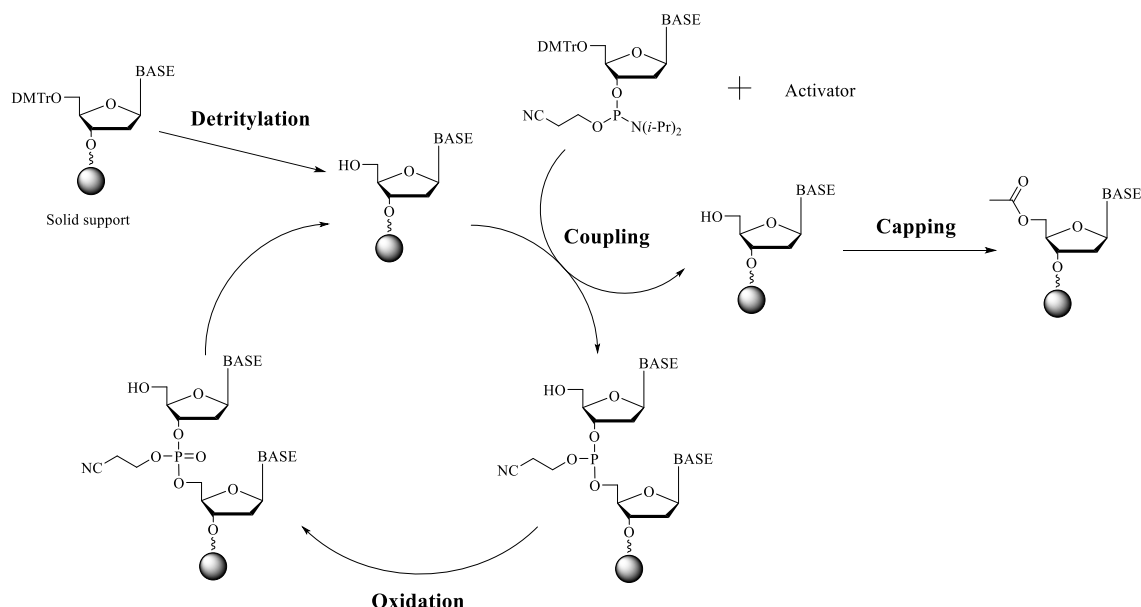 BASE
DMTrO
O
O
Solid support
Detritylation
BASE
HO
O
O
BASE
DMTrO
O
O
NC
O
P
N(i-Pr)2
+
Activator
Coupling
BASE
HO
O
O
Capping
O
O
BASE
O
O
BASE
HO
O
O
NC
O
P
O
O
BASE
O
O
BASE
HO
O
O
NC
O
P
O
BASE
O
O
Oxidation